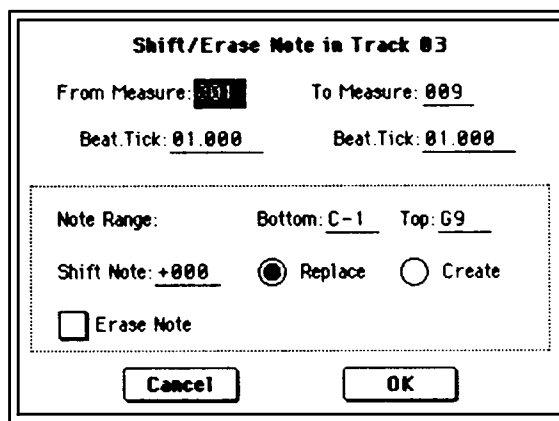 Shift/Erase Note in Track 03
From Measure: 001 To Measure: 009
Beat.Tick: 01.000 Beat.Tick: 01.000
Note Range: Bottom: C-1 Top: G9
Shift Note: +000 Replace Create
Erase Note
Cancel OK